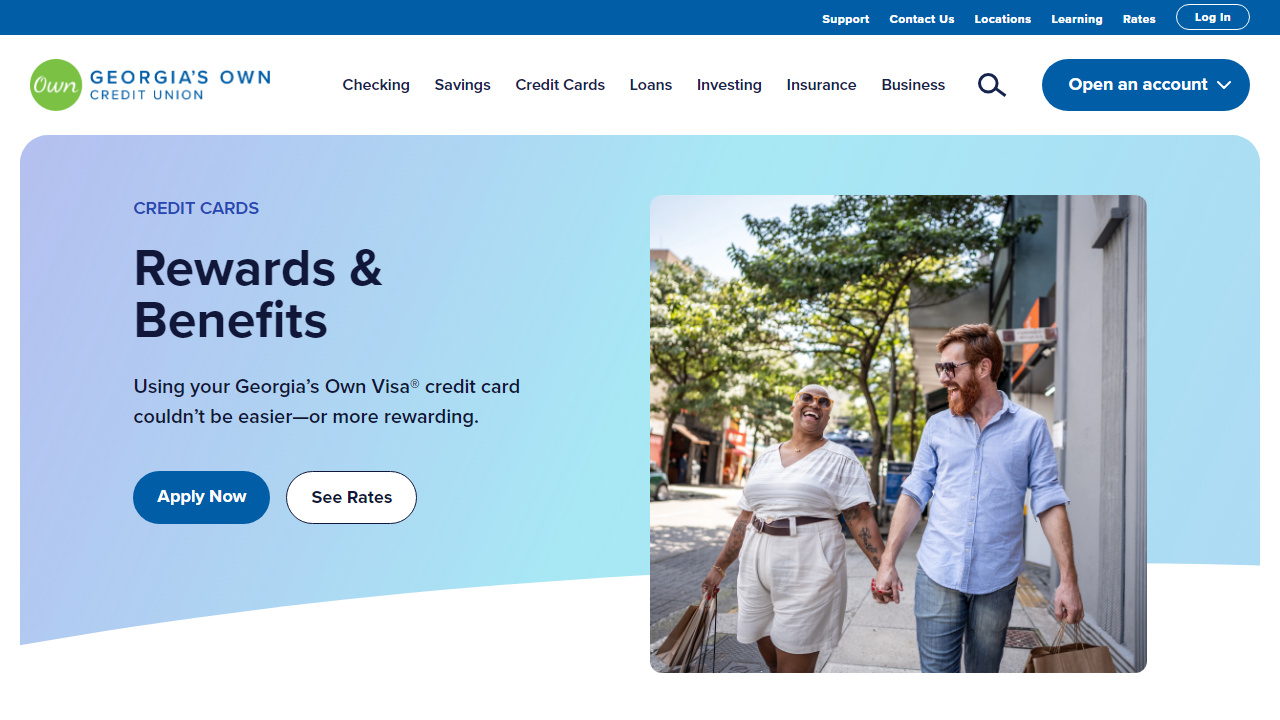 Support Contact Us Locations Learning Rates Log In
Own GEORGIA'S OWN
CREDIT UNION
Checking Savings Credit Cards Loans Investing Insurance Business Open an account
CREDIT CARDS
Rewards &
Benefits
Using your Georgia's Own Visa® credit card
couldn't be easier—or more rewarding.
Apply Now See Rates